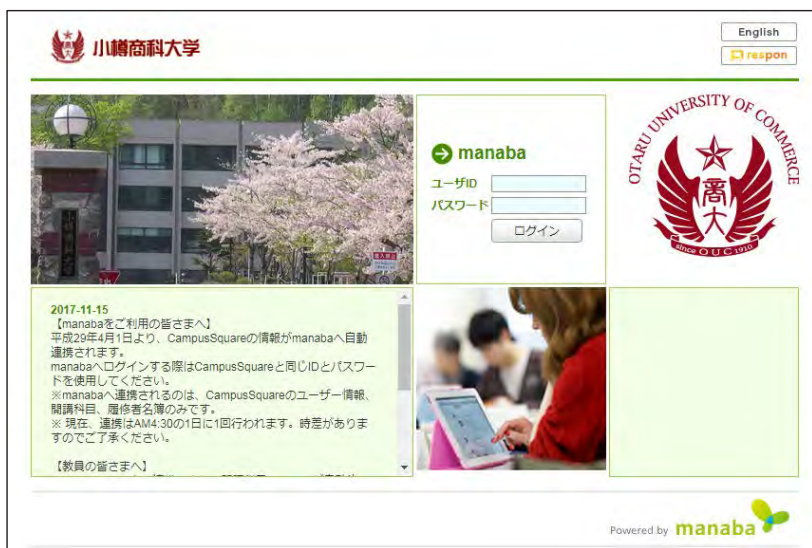 小樽商科大学
English
respon
manaba
ユーザID
パスワード
ログイン
OTARU UNIVERSITY OF COMMERCE
商大
since OUC 1910
2017-11-15
【manabaをご利用の皆さまへ】
平成29年4月1日より、CampusSquareの情報がmanabaへ自動
連携されます。
manabaへログインする際はCampusSquareと同じIDとパスワー
ドを使用してください。
※manabaへ連携されるのは、CampusSquareのユーザー情報、
開講科目、履修者名簿のみです。
※ 現在、連携はAM4:30の1日に1回行われます。時差がありま
すのでご了承ください。
【教員の皆さまへ】
Powered by manaba